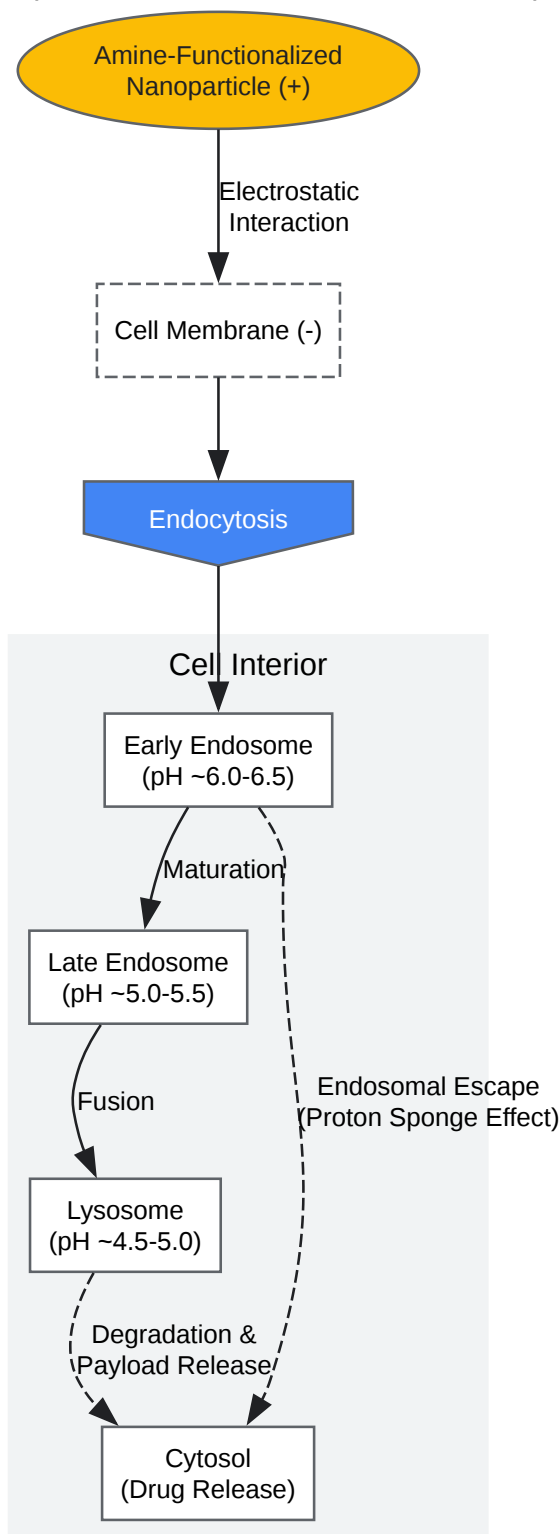 Amine-Functionalized
Nanoparticle (+)
Electrostatic
Interaction
Cell Membrane (-)
Endocytosis
Cell Interior
Early Endosome
(pH ~6.0-6.5)
Maturation
Late Endosome
(pH ~5.0-5.5)
Endosomal Escape
(Proton Sponge Effect)
Fusion
Lysosome
(pH ~4.5-5.0)
Degradation &
Payload Release
Cytosol
(Drug Release)